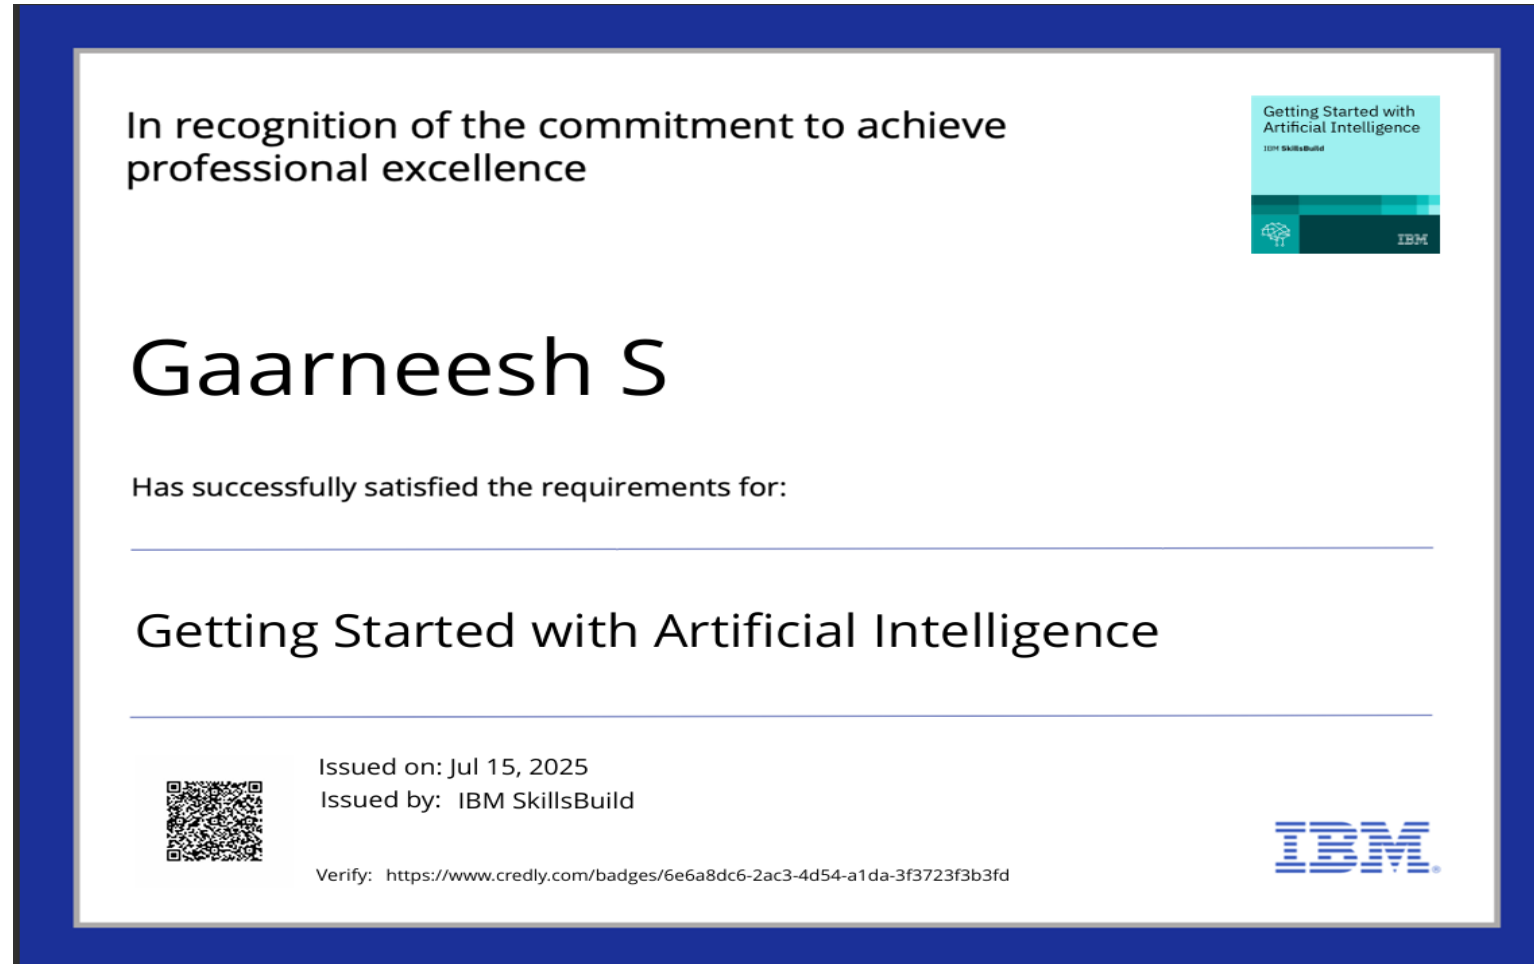 In recognition of the commitment to achieve
professional excellence
Getting Started with
Artificial Intelligence
IBM SkillsBuild
IBM
Gaarneesh S
Has successfully satisfied the requirements for:
Getting Started with Artificial Intelligence
Issued on: Jul 15, 2025
Issued by: IBM SkillsBuild
Verify: https://www.credly.com/badges/6e6a8dc6-2ac3-4d54-a1da-3f3723f3b3fd
IBM®